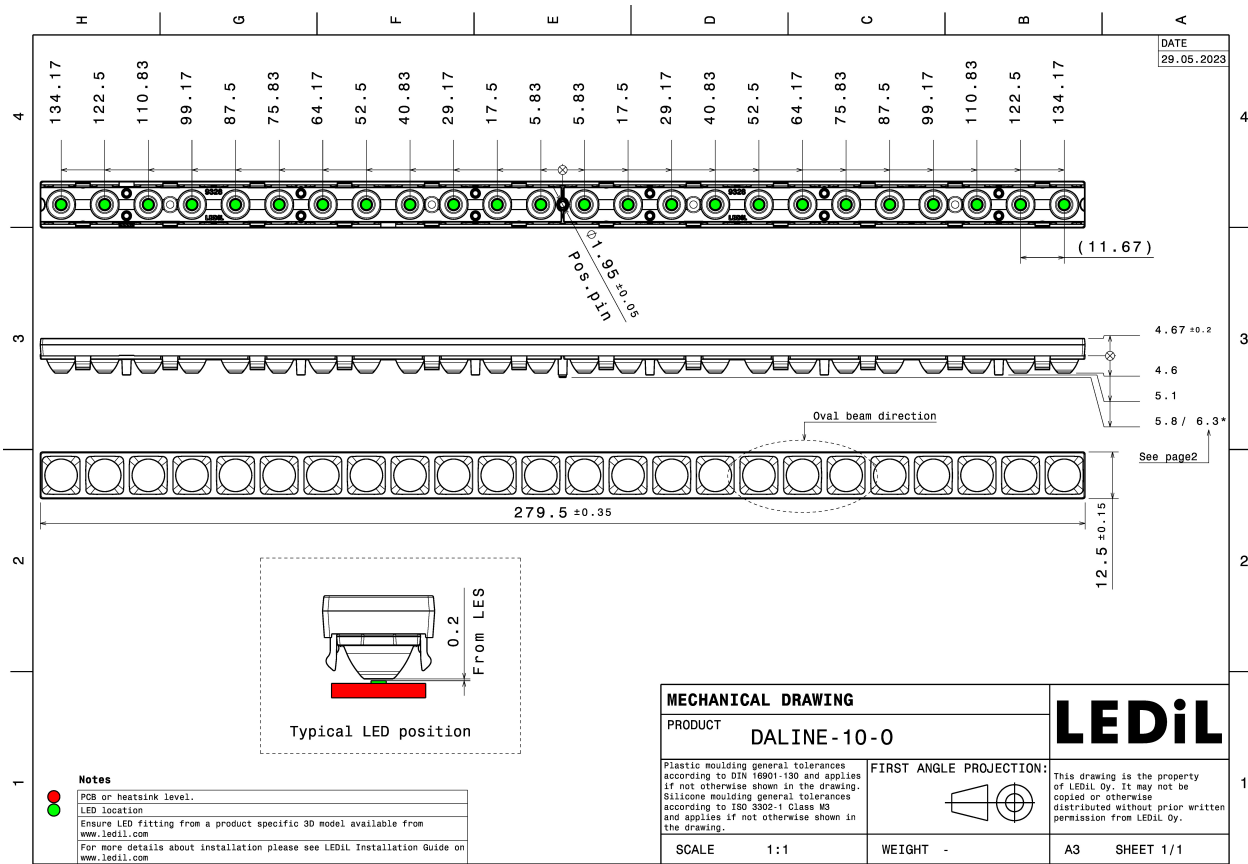 H G F E D C B A
DATE
29.05.2023
134.17 122.5 110.83 99.17 87.5 75.83 64.17 52.5 40.83 29.17 17.5 5.83 5.83 17.5 29.17 40.83 52.5 64.17 75.83 87.5 99.17 110.83 122.5 134.17
4 4
9326 9326
LEDiL LEDiL
(11.67)
Ø1.95 ±0.05
Pos.pin
3 3
4.67 ±0.2
4.6
5.1
5.8/ 6.3*
See page2
Oval beam direction
279.5 ±0.35
12.5 ±0.15
2 2
0.2
From LES
Typical LED position
1 1
Notes
PCB or heatsink level.
LED location
Ensure LED fitting from a product specific 3D model available from
www.ledil.com
For more details about installation please see LEDiL Installation Guide on
www.ledil.com
MECHANICAL DRAWING
PRODUCT
DALINE-10-O
LEDiL
Plastic moulding general tolerances
according to DIN 16901-130 and applies
if not otherwise shown in the drawing.
Silicone moulding general tolerances
according to ISO 3302-1 Class M3
and applies if not otherwise shown in
the drawing.
FIRST ANGLE PROJECTION:
This drawing is the property
of LEDiL Oy. It may not be
copied or otherwise
distributed without prior written
permission from LEDiL Oy.
SCALE 1:1
WEIGHT -
A3 SHEET 1/1